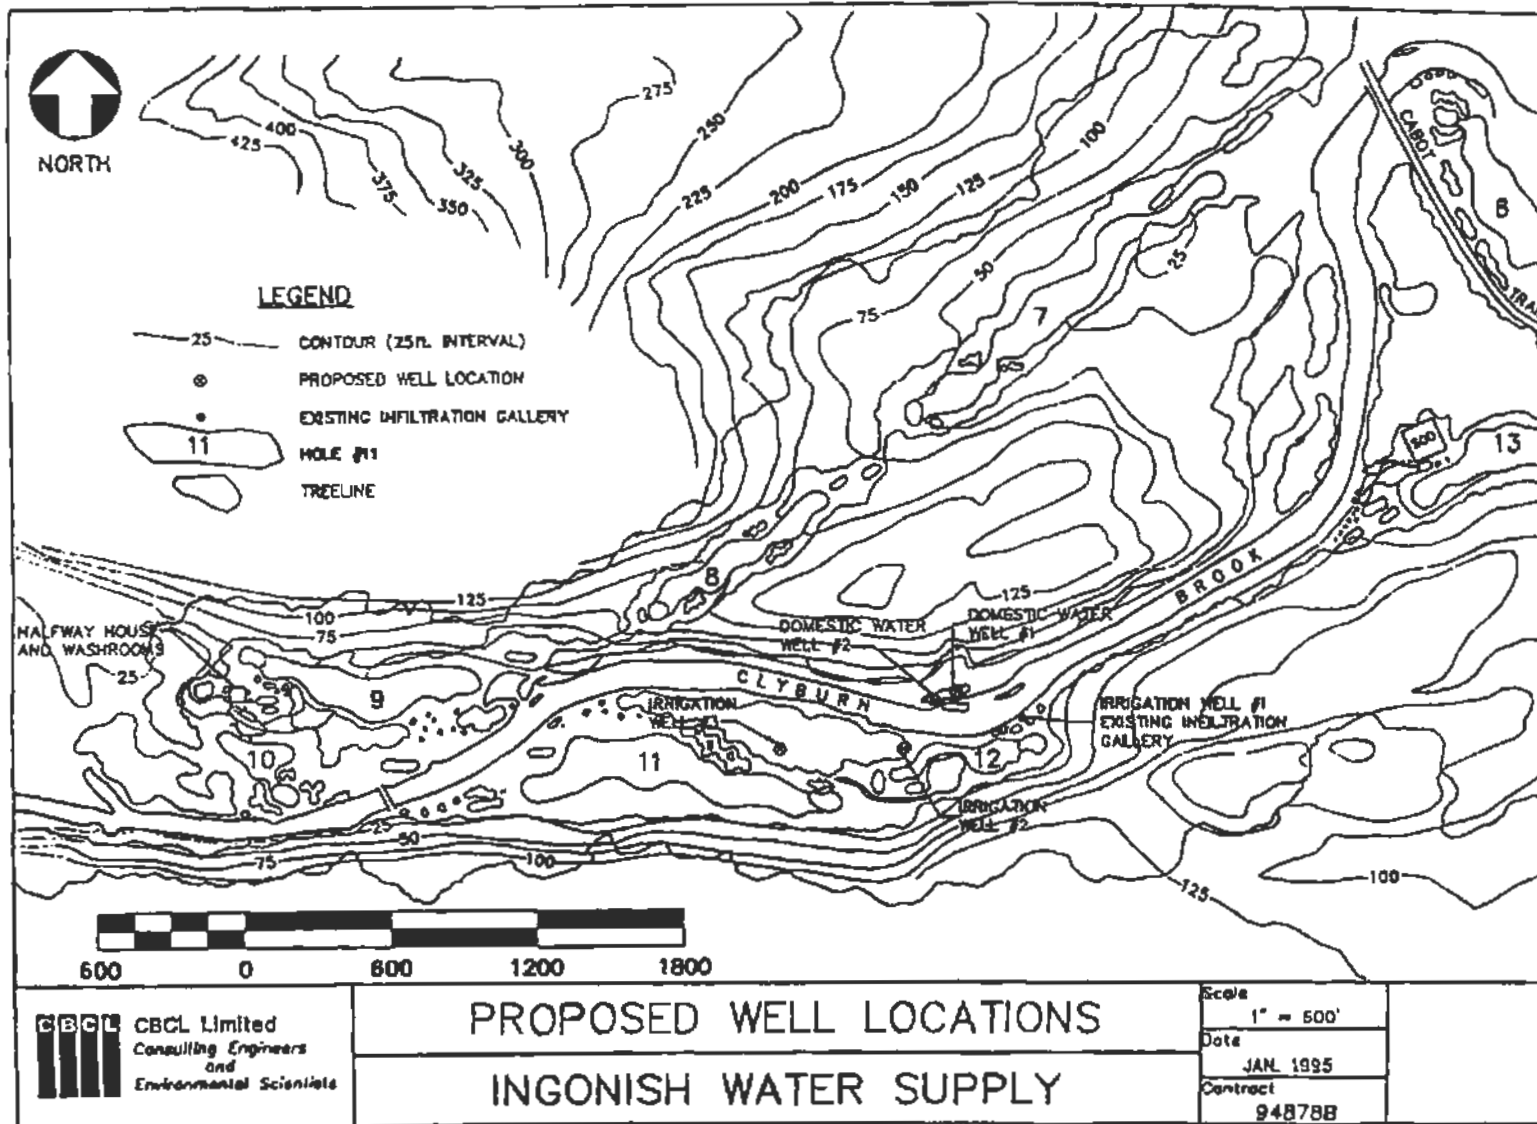 NORTH
425
400
375
350
325
300
275
250
225
200
175
150
125
100
75
50
25
7
CABOT
8
LEGEND
25 CONTOUR (25ft. INTERVAL)
PROPOSED WELL LOCATION
EXISTING INFILTRATION GALLERY
11 HOLE #11
TREELINE
500
13
8
125
100
75
25
HALFWAY HOUSE
AND WASHROOMS
9
10
DOMESTIC WATER
WELL #2
125
DOMESTIC WATER
WELL #1
CLYBURN
BROOK
IRRIGATION
11
12
IRRIGATION WELL #1
EXISTING INFILTRATION
GALLERY
IRRIGATION
WELL #2
25
50
75
100
125
100
600 0 600 1200 1800
CBCL
CBCL Limited
Consulting Engineers
and
Environmental Scientists
PROPOSED WELL LOCATIONS
INGONISH WATER SUPPLY
Scale
1" = 600'
Date
JAN. 1995
Contract
94878B